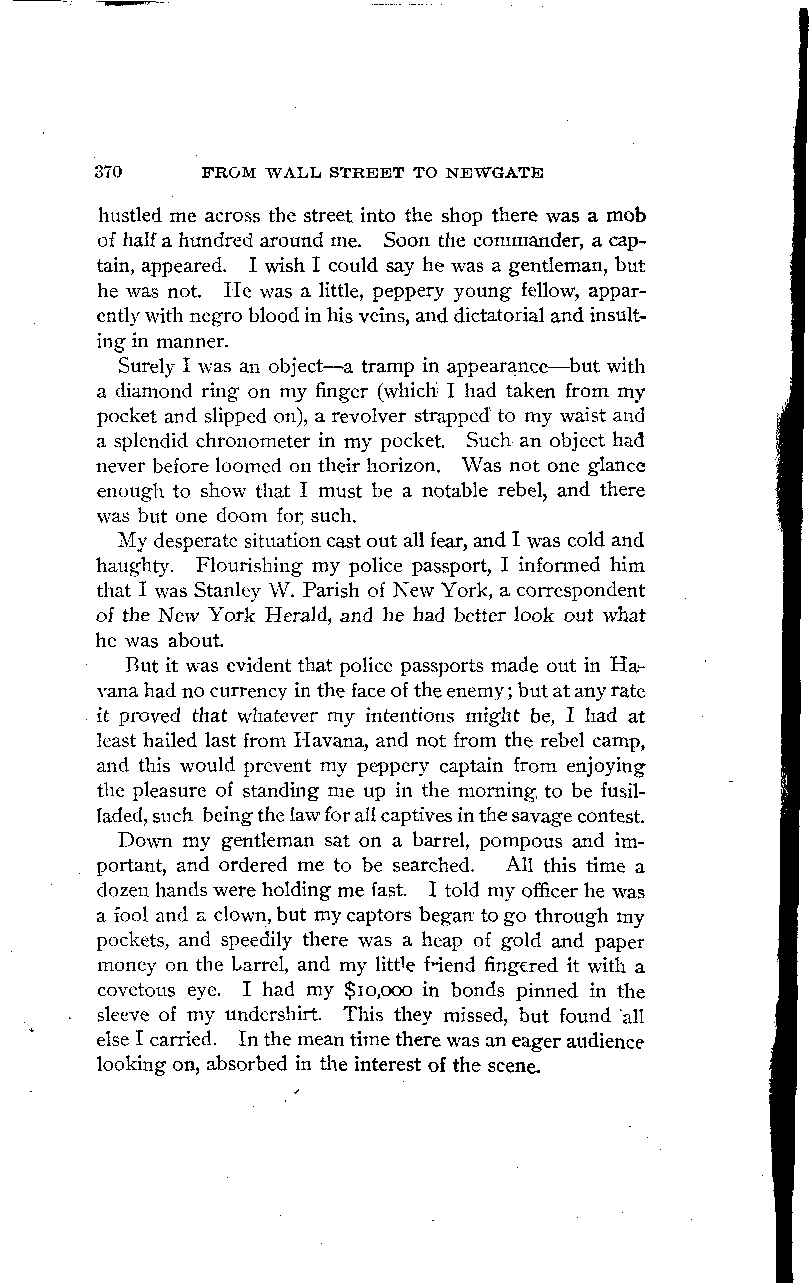 370 FROM WALL STREET TO NEWGATE
hustled me across the street into the shop there was a mob
of half a hundred around me. Soon the commander, a cap-
tain, appeared. I wish I could say he was a gentleman, but
he was not. He was a little, peppery young fellow, appar-
ently with negro blood in his veins, and dictatorial and insult-
ing in manner.
Surely I was an object—a tramp in appearance—but with
a diamond ring on my finger (which I had taken from my
pocket and slipped on), a revolver strapped to my waist and
a splendid chronometer in my pocket. Such an object had
never before loomed on their horizon. Was not one glance
enough to show that I must be a notable rebel, and there
was but one doom for such.
My desperate situation cast out all fear, and I was cold and
haughty. Flourishing my police passport, I informed him
that I was Stanley W. Parish of New York, a correspondent
of the New York Herald, and he had better look out what
he was about.
But it was evident that police passports made out in Ha-
vana had no currency in the face of the enemy; but at any rate
it proved that whatever my intentions might be, I had at
least hailed last from Havana, and not from the rebel camp,
and this would prevent my peppery captain from enjoying
the pleasure of standing me up in the morning to be fusil-
laded, such being the law for all captives in the savage contest.
Down my gentleman sat on a barrel, pompous and im-
portant, and ordered me to be searched. All this time a
dozen hands were holding me fast. I told my officer he was
a fool and a clown, but my captors began to go through my
pockets, and speedily there was a heap of gold and paper
money on the barrel, and my little friend fingered it with a
covetous eye. I had my $10,000 in bonds pinned in the
sleeve of my undershirt. This they missed, but found all
else I carried. In the mean time there was an eager audience
looking on, absorbed in the interest of the scene.